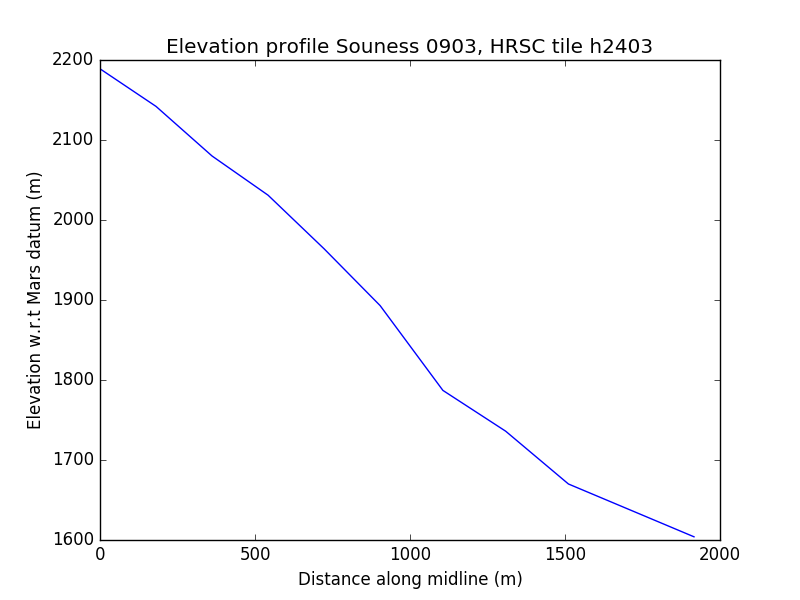 Elevation profile Souness 0903, HRSC tile h2403
2200
2100
2000
1900
1800
1700
1600
Elevation w.r.t Mars datum (m)
0 500 1000 1500 2000
Distance along midline (m)